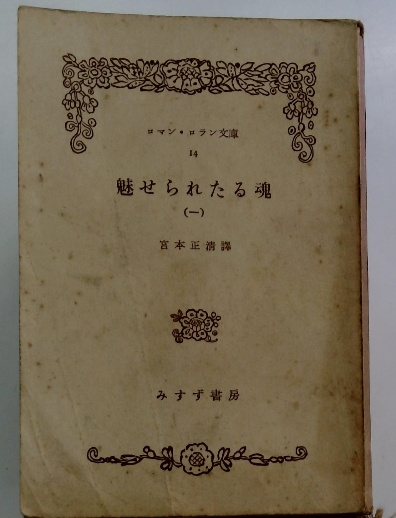 ロマン・ロラン文庫
14
魅せられたる魂
(一)
宮本正清譯
みすず書房